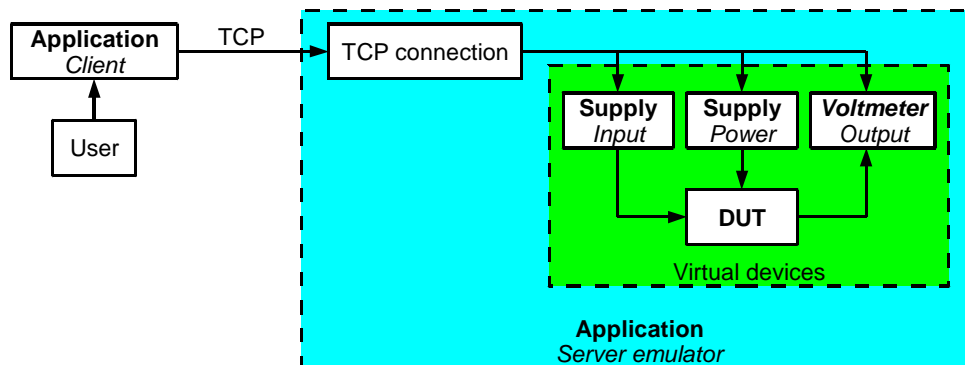 Application
Client
TCP
TCP connection
User
Supply
Input
Supply
Power
Voltmeter
Output
DUT
Virtual devices
Application
Server emulator